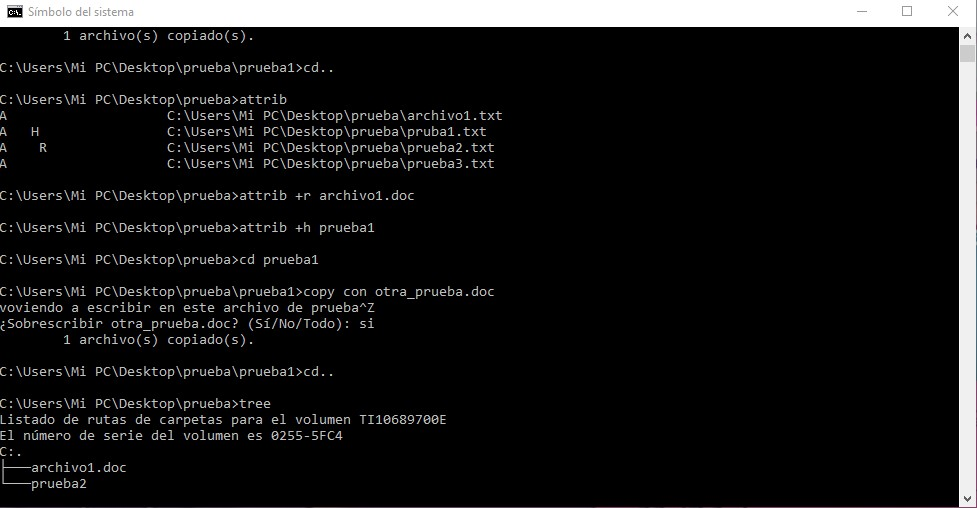 Símbolo del sistema
1 archivo(s) copiado(s).
C:\Users\Mi PC\Desktop\prueba\prueba1>cd..
C:\Users\Mi PC\Desktop\prueba>attrib
A                    C:\Users\Mi PC\Desktop\prueba\archivo1.txt
A   H                C:\Users\Mi PC\Desktop\prueba\pruba1.txt
A    R               C:\Users\Mi PC\Desktop\prueba\prueba2.txt
A                    C:\Users\Mi PC\Desktop\prueba\prueba3.txt
C:\Users\Mi PC\Desktop\prueba>attrib +r archivo1.doc
C:\Users\Mi PC\Desktop\prueba>attrib +h prueba1
C:\Users\Mi PC\Desktop\prueba>cd prueba1
C:\Users\Mi PC\Desktop\prueba\prueba1>copy con otra_prueba.doc
voviendo a escribir en este archivo de prueba^Z
¿Sobrescribir otra_prueba.doc? (Sí/No/Todo): si
1 archivo(s) copiado(s).
C:\Users\Mi PC\Desktop\prueba\prueba1>cd..
C:\Users\Mi PC\Desktop\prueba>tree
Listado de rutas de carpetas para el volumen TI10689700E
El número de serie del volumen es 0255-5FC4
C:.
├───archivo1.doc
└───prueba2